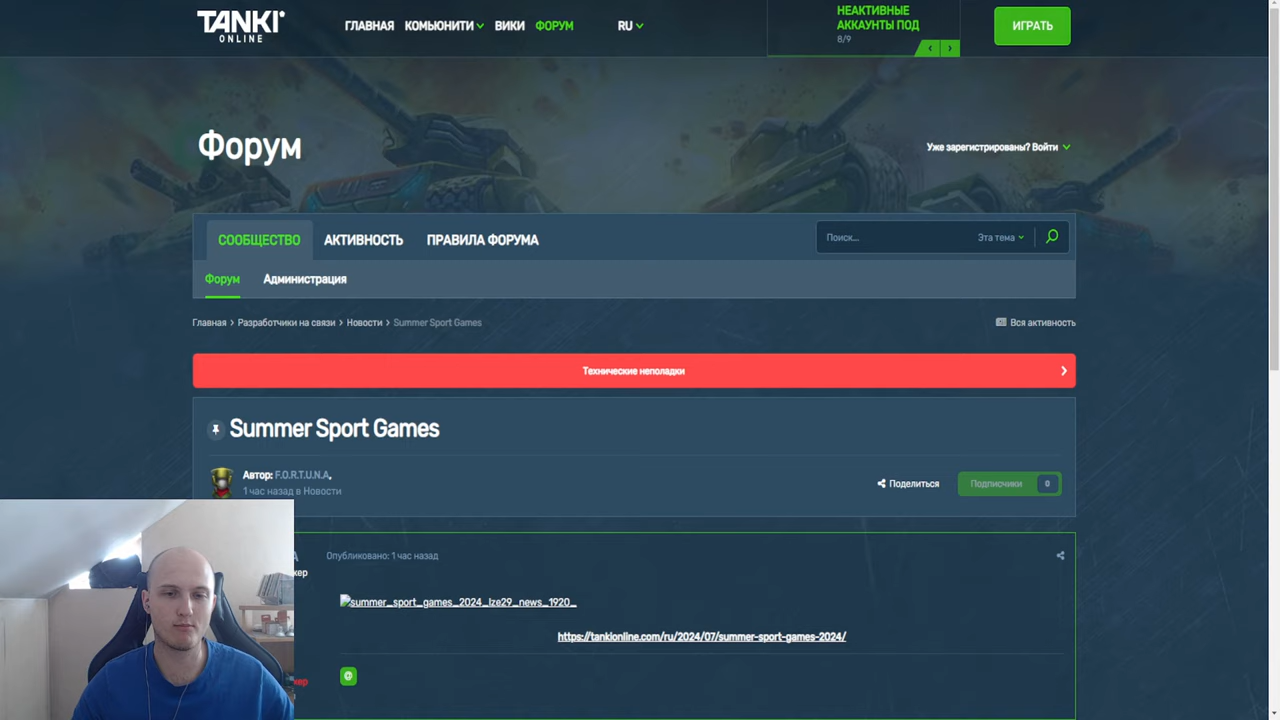 TANKI
ONLINE
ГЛАВНАЯ
КОМЬЮНИТИ
ВИКИ
ФОРУМ
RU
НЕАКТИВНЫЕ
АККАУНТЫ ПОД
8/9
ИГРАТЬ
Форум
Уже зарегистрированы? Войти
СООБЩЕСТВО
АКТИВНОСТЬ
ПРАВИЛА ФОРУМА
Поиск...
Эта тема
Форум
Администрация
Главная > Разработчики на связи > Новости > Summer Sport Games
Вся активность
Технические неполадки
Summer Sport Games
Автор: F.O.R.T.U.N.A,
1 час назад в Новости
Поделиться
Подписчики 0
Опубликовано: 1 час назад
summer_sport_games_2024_lze29_news_1920_
https://tankionline.com/ru/2024/07/summer-sport-games-2024/
@